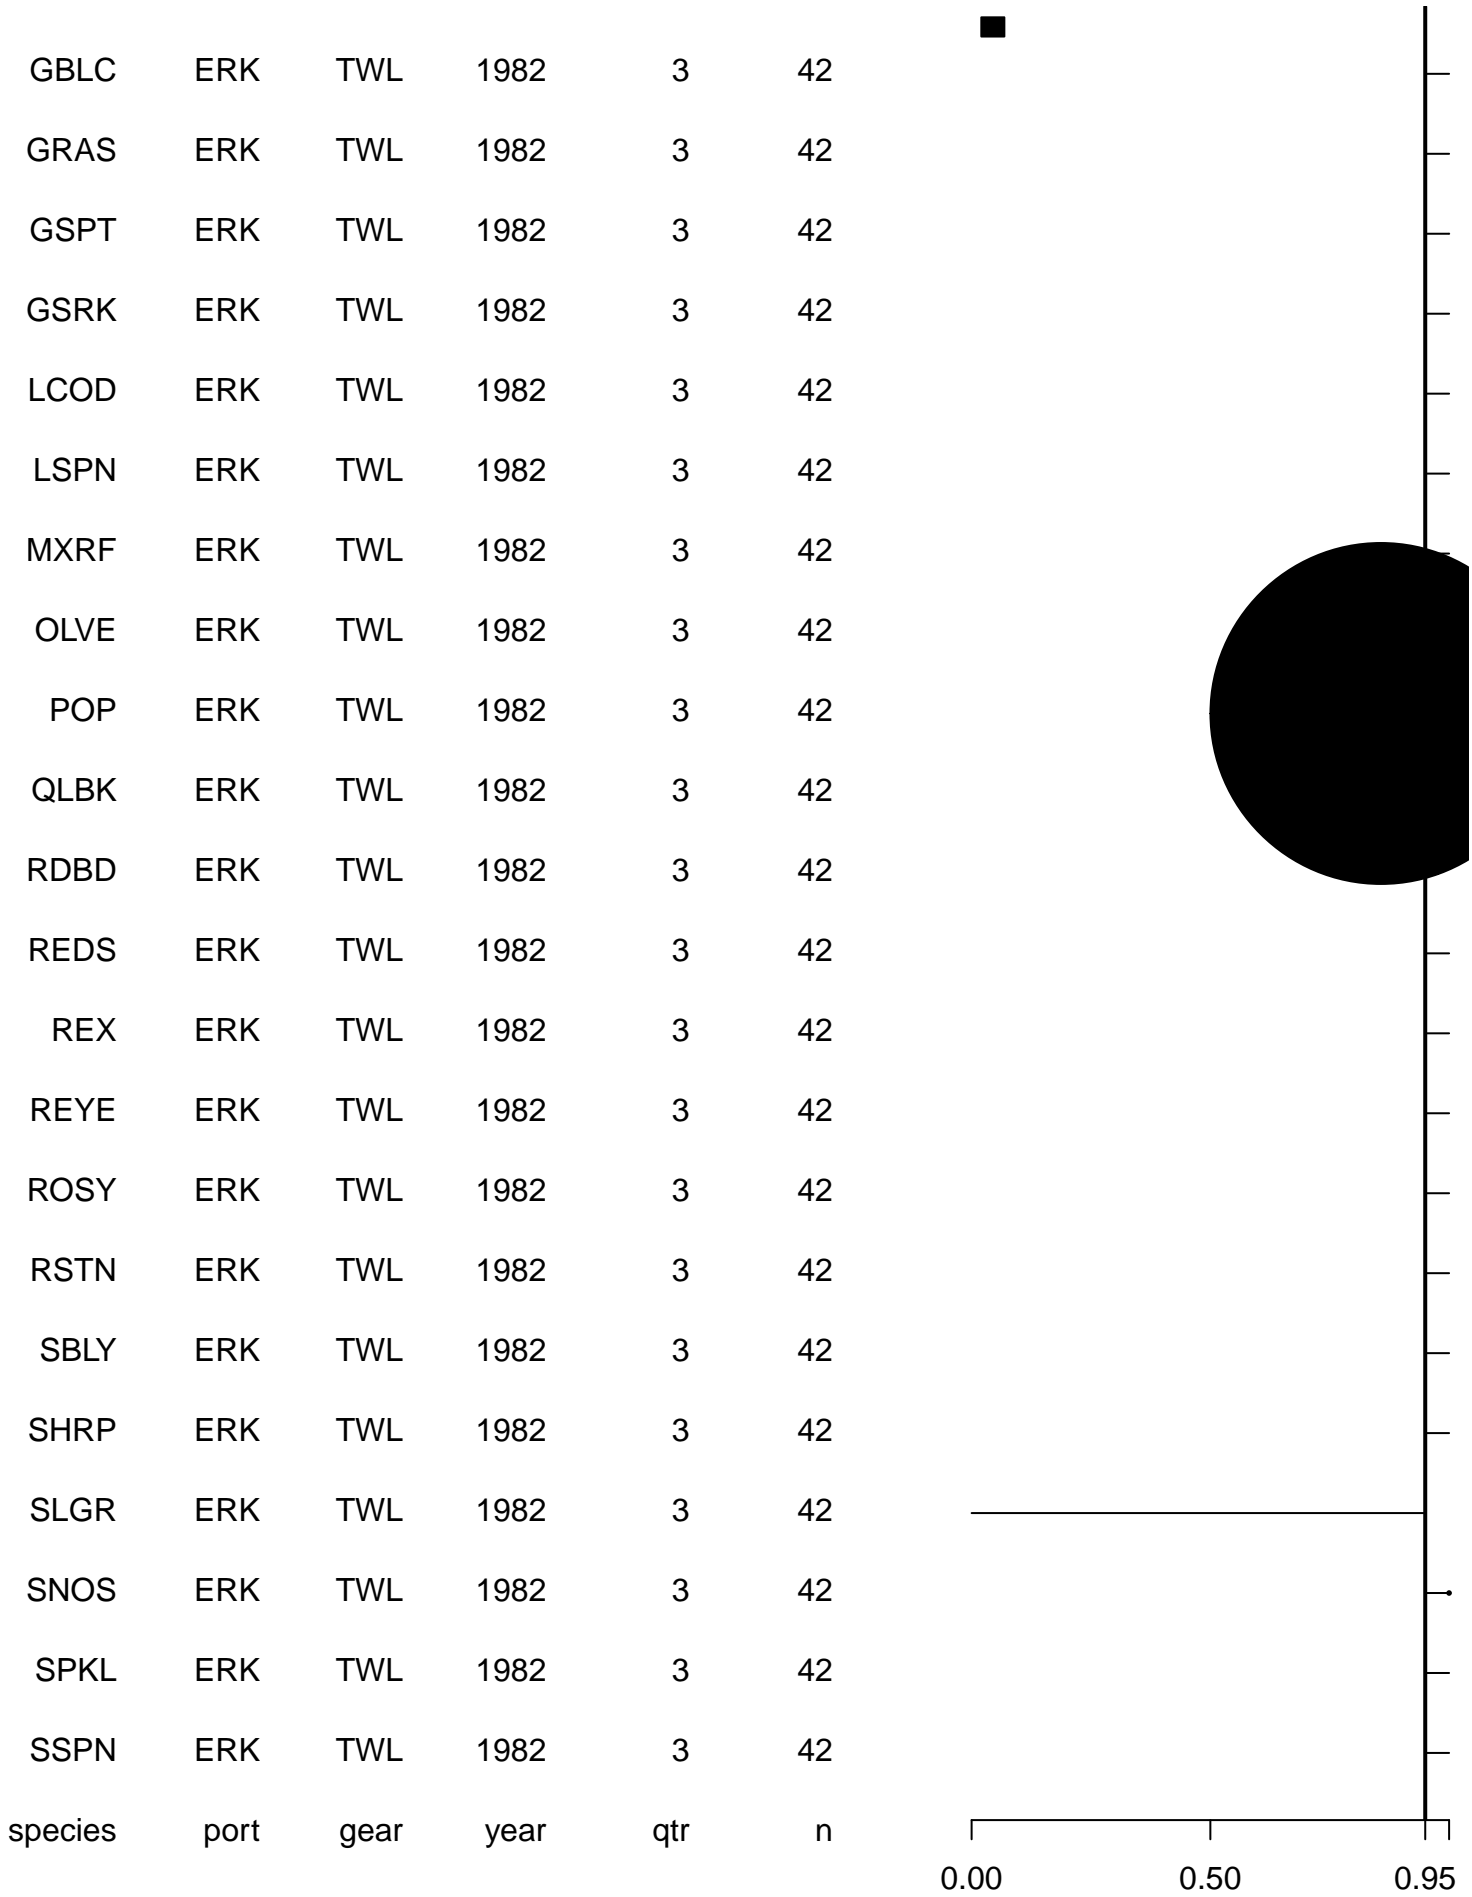 GBLC ERK TWL 1982 3 42
GRAS ERK TWL 1982 3 42
GSPT ERK TWL 1982 3 42
GSRK ERK TWL 1982 3 42
LCOD ERK TWL 1982 3 42
LSPN ERK TWL 1982 3 42
MXRF ERK TWL 1982 3 42
OLVE ERK TWL 1982 3 42
POP ERK TWL 1982 3 42
QLBK ERK TWL 1982 3 42
RDBD ERK TWL 1982 3 42
REDS ERK TWL 1982 3 42
REX ERK TWL 1982 3 42
REYE ERK TWL 1982 3 42
ROSY ERK TWL 1982 3 42
RSTN ERK TWL 1982 3 42
SBLY ERK TWL 1982 3 42
SHRP ERK TWL 1982 3 42
SLGR ERK TWL 1982 3 42
SNOS ERK TWL 1982 3 42
SPKL ERK TWL 1982 3 42
SSPN ERK TWL 1982 3 42
species port gear year qtr n
0.00 0.50 0.95